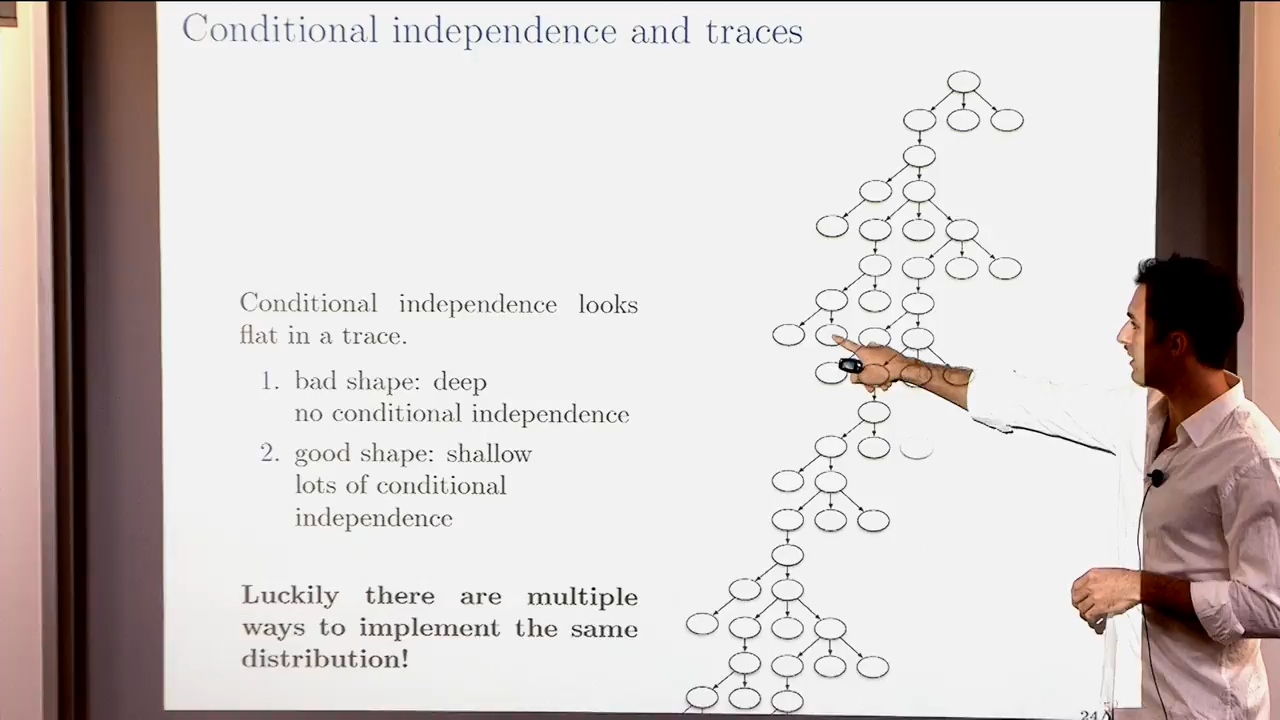 Conditional independence and traces
Conditional independence looks
flat in a trace.
1. bad shape: deep
no conditional independence
2. good shape: shallow
lots of conditional
independence
Luckily there are multiple
ways to implement the same
distribution!
24